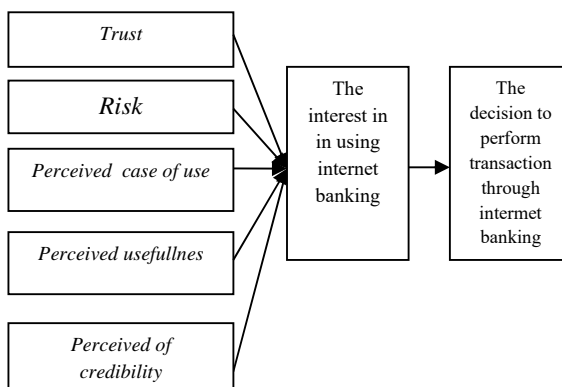 Trust
Risk
Perceived case of use
Perceived usefullnes
Perceived of
credibility
The
interest in
in using
internet
banking
The
decision to
perform
transaction
through
intermet
banking